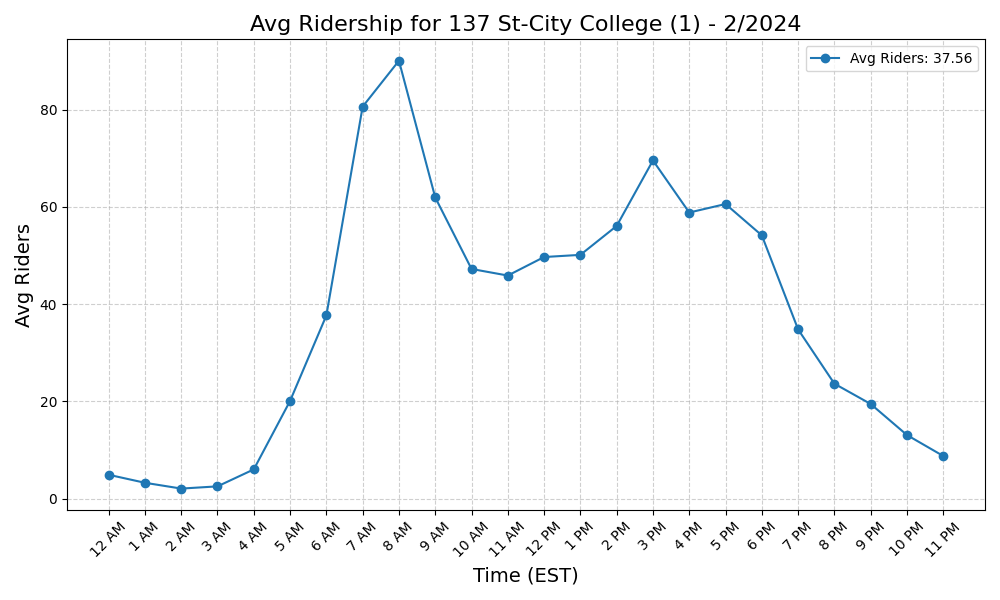 Avg Ridership for 137 St-City College (1) - 2/2024
Avg Riders: 37.56
Avg Riders
80
60
40
20
0
12 AM
1 AM
2 AM
3 AM
4 AM
5 AM
6 AM
7 AM
8 AM
9 AM
10 AM
11 AM
12 PM
1 PM
2 PM
3 PM
4 PM
5 PM
6 PM
7 PM
8 PM
9 PM
10 PM
11 PM
Time (EST)